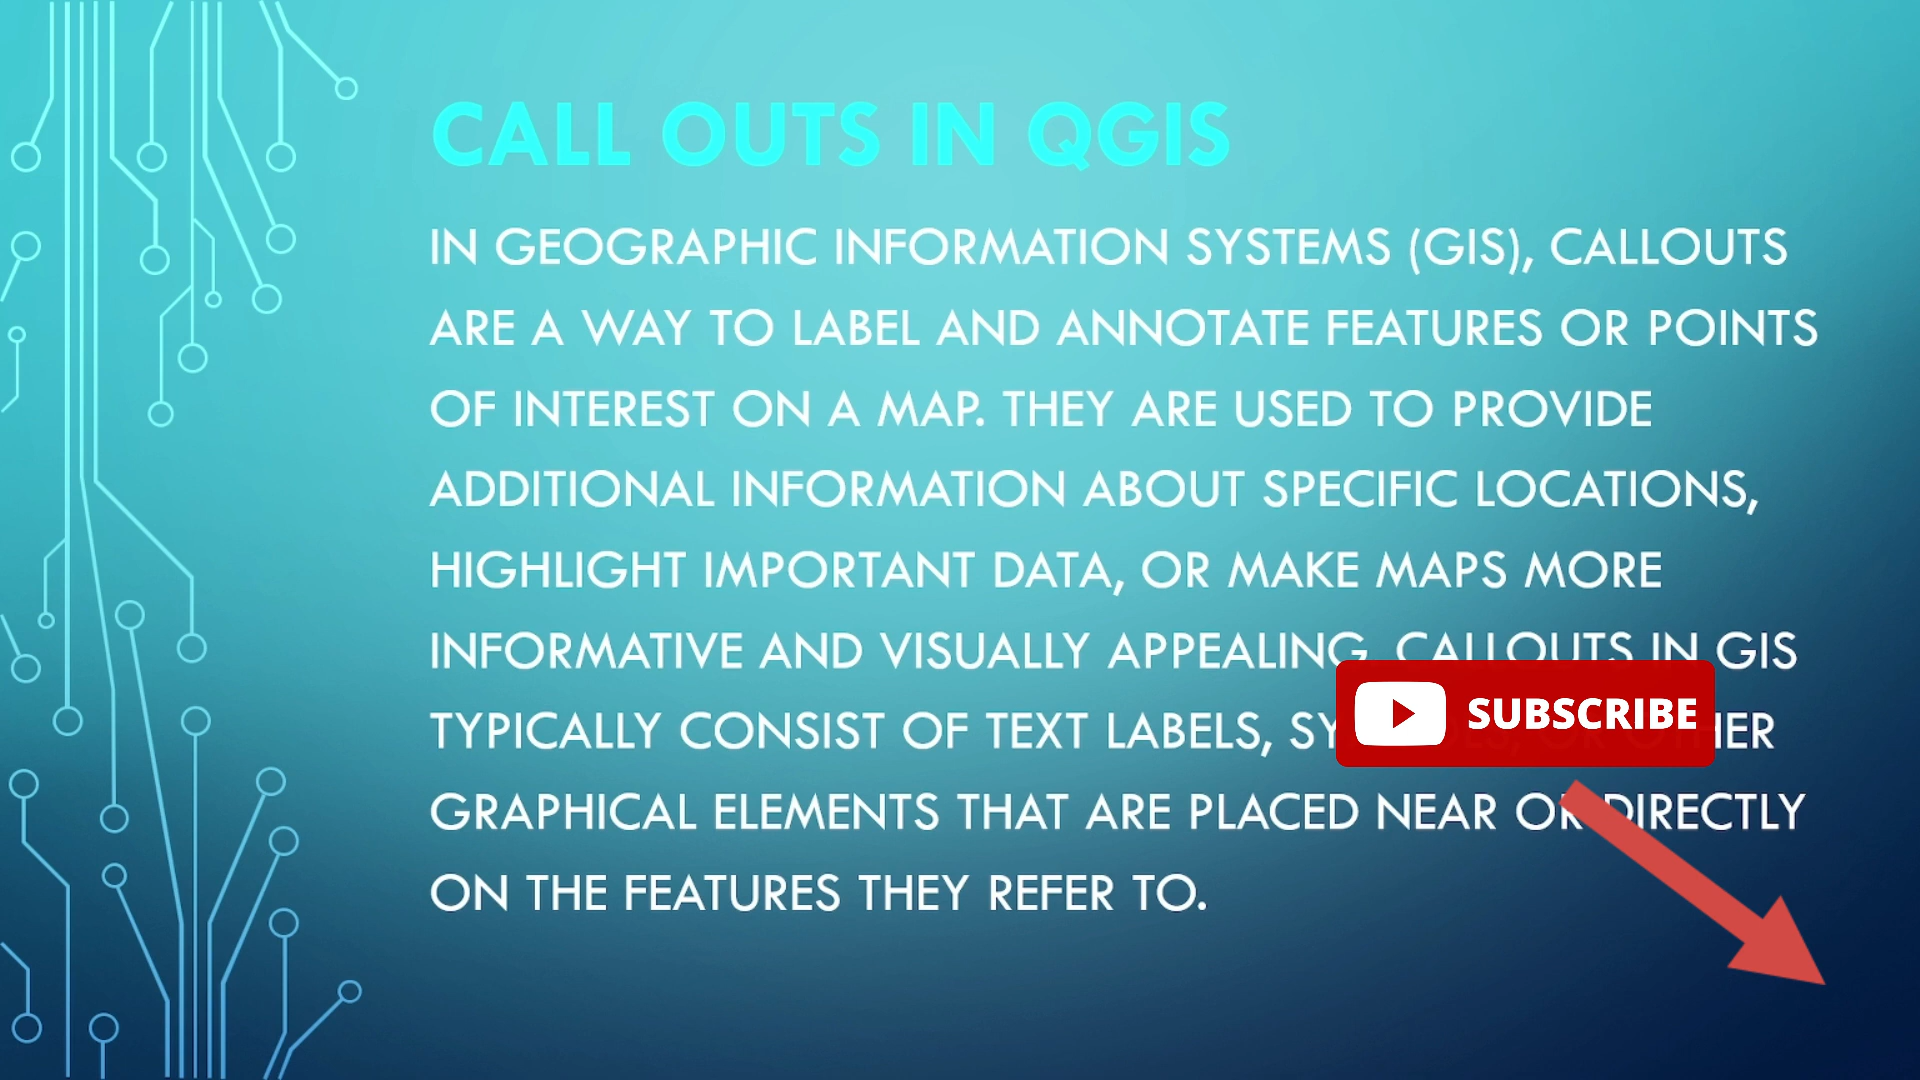 CALL OUTS IN QGIS
IN GEOGRAPHIC INFORMATION SYSTEMS (GIS), CALLOUTS
ARE A WAY TO LABEL AND ANNOTATE FEATURES OR POINTS
OF INTEREST ON A MAP. THEY ARE USED TO PROVIDE
ADDITIONAL INFORMATION ABOUT SPECIFIC LOCATIONS,
HIGHLIGHT IMPORTANT DATA, OR MAKE MAPS MORE
INFORMATIVE AND VISUALLY APPEALING. CALLOUTS IN GIS
TYPICALLY CONSIST OF TEXT LABELS,
SUBSCRIBE
GRAPHICAL ELEMENTS THAT ARE PLACED NEAR OR DIRECTLY
ON THE FEATURES THEY REFER TO.